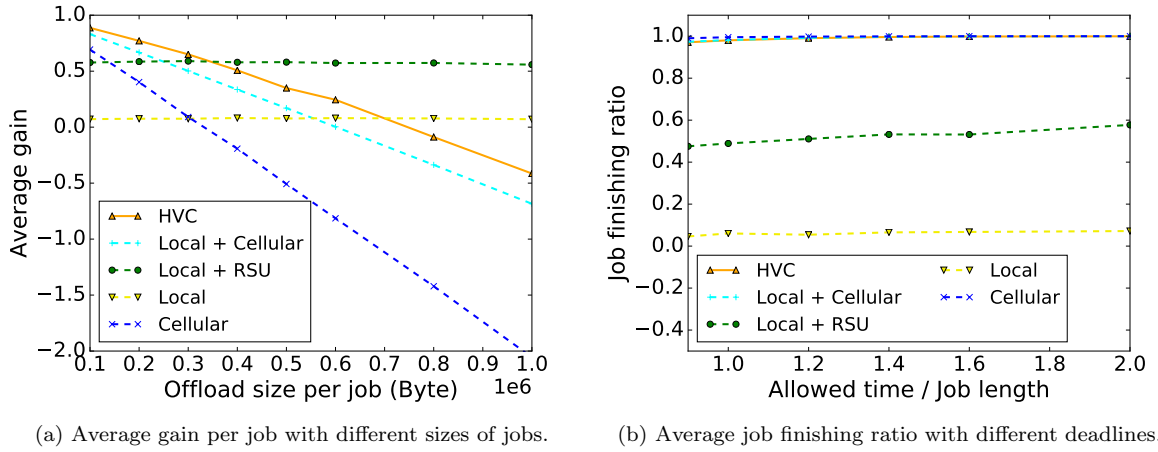 1.0
0.5
0.0
−0.5
−1.0
−1.5
−2.0
Average gain
HVC
Local + Cellular
Local + RSU
Local
Cellular
0.1 0.2 0.3 0.4 0.5 0.6 0.7 0.8 0.9 1.0
1e6
Offload size per job (Byte)
(a) Average gain per job with different sizes of jobs.
1.0
0.8
0.6
0.4
0.2
0.0
−0.2
−0.4
Job finishing ratio
HVC
Local + Cellular
Local + RSU
Local
Cellular
1.0 1.2 1.4 1.6 1.8 2.0
Allowed time / Job length
(b) Average job finishing ratio with different deadlines.